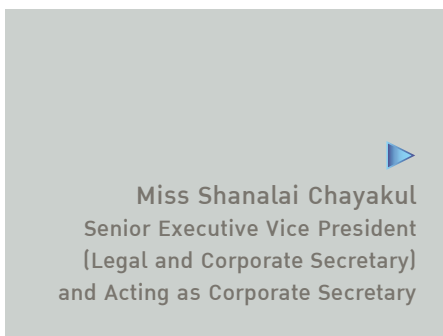 Miss Shanalai Chayakul
Senior Executive Vice President
(Legal and Corporate Secretary)
and Acting as Corporate Secretary